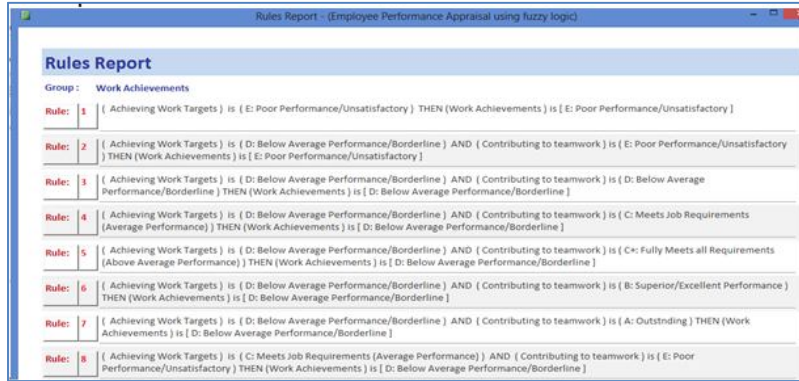 Rules Report - (Employee Performance Appraisal using fuzzy logic)
Rules Report
Group : Work Achievements
Rule: 1 ( Achieving Work Targets ) is ( E: Poor Performance/Unsatisfactory ) THEN (Work Achievements ) is [ E: Poor Performance/Unsatisfactory ]
Rule: 2 ( Achieving Work Targets ) is ( D: Below Average Performance/Borderline ) AND ( Contributing to teamwork ) is ( E: Poor Performance/Unsatisfactory
) THEN (Work Achievements ) is [ E: Poor Performance/Unsatisfactory ]
Rule: 3 ( Achieving Work Targets ) is ( D: Below Average Performance/Borderline ) AND ( Contributing to teamwork ) is ( D: Below Average
Performance/Borderline ) THEN (Work Achievements ) is [ D: Below Average Performance/Borderline ]
Rule: 4 ( Achieving Work Targets ) is ( D: Below Average Performance/Borderline ) AND ( Contributing to teamwork ) is ( C: Meets Job Requirements
(Average Performance) ) THEN (Work Achievements ) is [ D: Below Average Performance/Borderline ]
Rule: 5 ( Achieving Work Targets ) is ( D: Below Average Performance/Borderline ) AND ( Contributing to teamwork ) is ( C+: Fully Meets all Requirements
(Above Average Performance) ) THEN (Work Achievements ) is [ D: Below Average Performance/Borderline ]
Rule: 6 ( Achieving Work Targets ) is ( D: Below Average Performance/Borderline ) AND ( Contributing to teamwork ) is ( B: Superior/Excellent Performance )
THEN (Work Achievements ) is [ D: Below Average Performance/Borderline ]
Rule: 7 ( Achieving Work Targets ) is ( D: Below Average Performance/Borderline ) AND ( Contributing to teamwork ) is ( A: Outstnding ) THEN (Work
Achievements ) is [ D: Below Average Performance/Borderline ]
Rule: 8 ( Achieving Work Targets ) is ( C: Meets Job Requirements (Average Performance) ) AND ( Contributing to teamwork ) is ( E: Poor
Performance/Unsatisfactory ) THEN (Work Achievements ) is [ D: Below Average Performance/Borderline ]